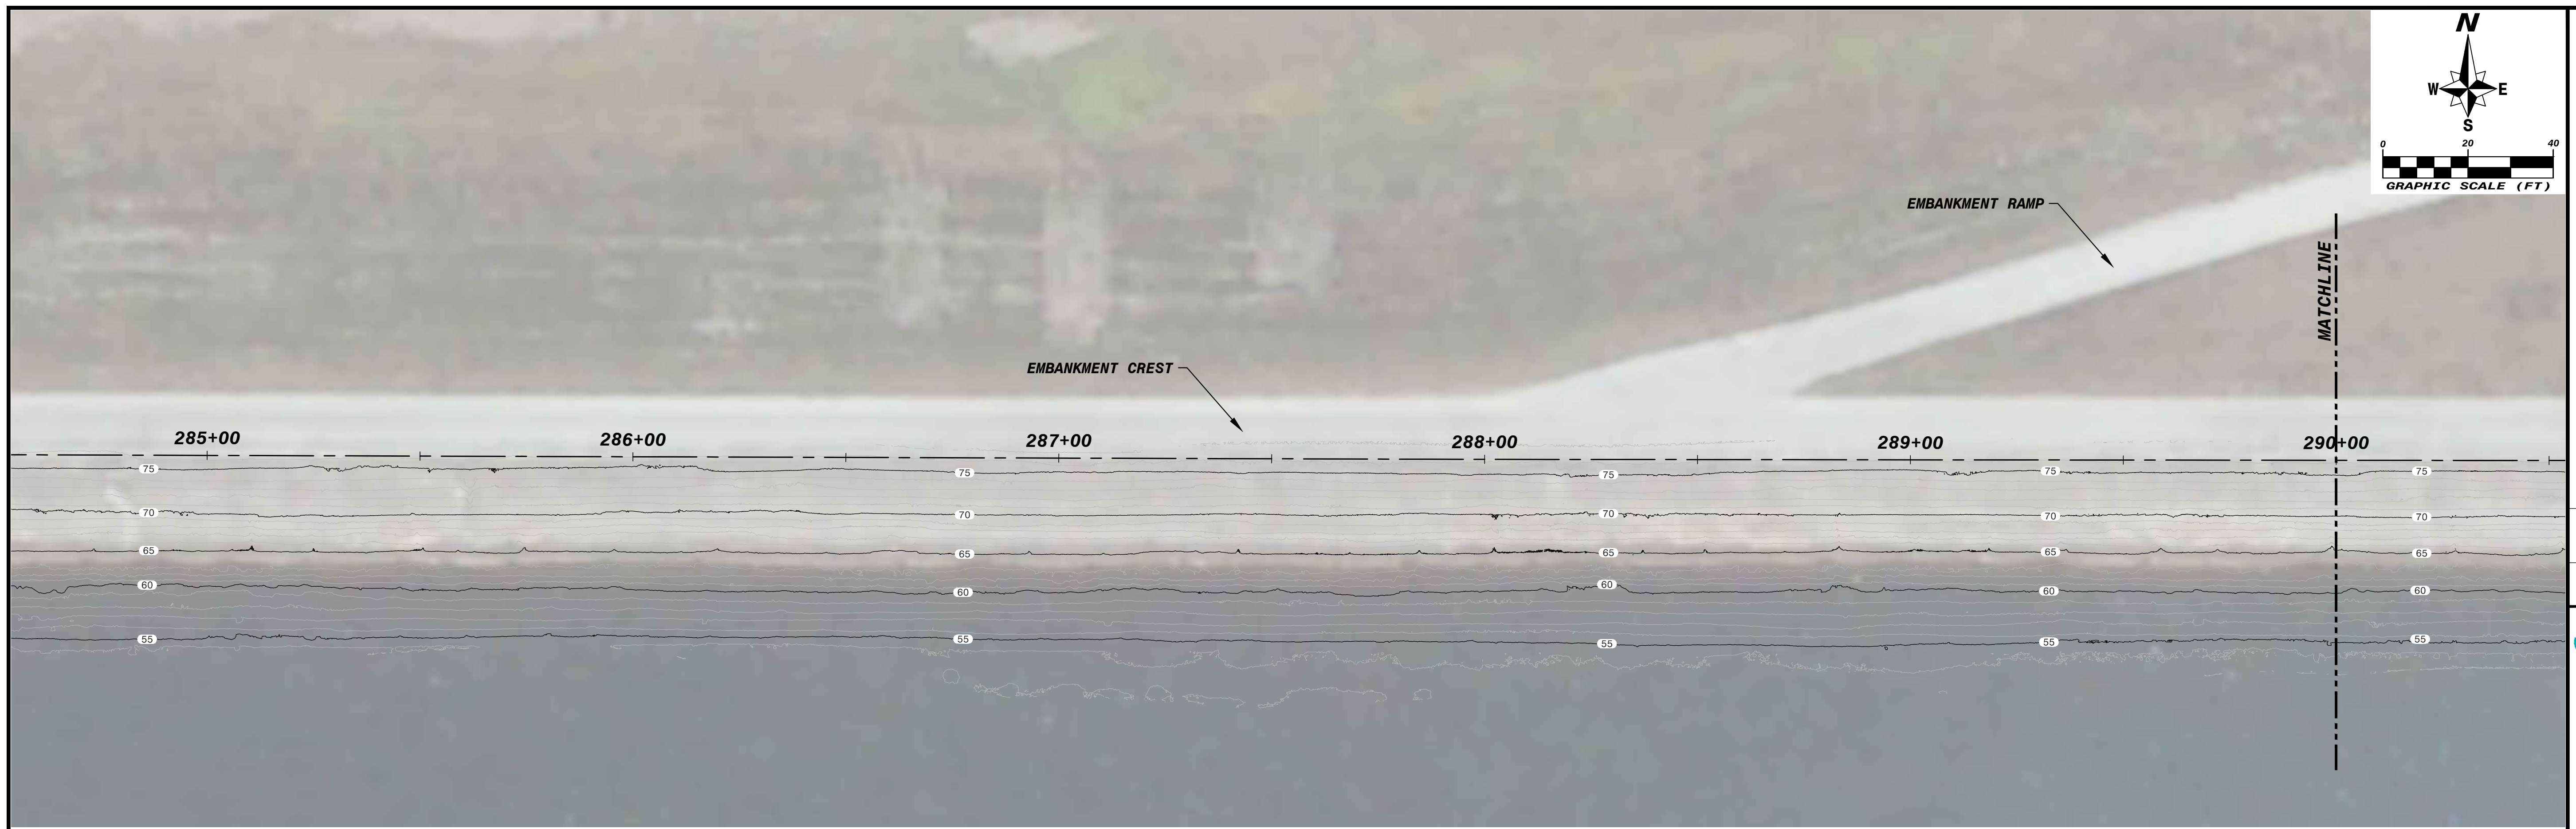 N
W E
S
0 20 40
GRAPHIC SCALE (FT)
EMBANKMENT RAMP
MATCHLINE
EMBANKMENT CREST
285+00 286+00 287+00 288+00 289+00 290+00
75 75 75 75 75
70 70 70 70 70
65 65 65 65 65
60 60 60 60 60
55 55 55 55 55